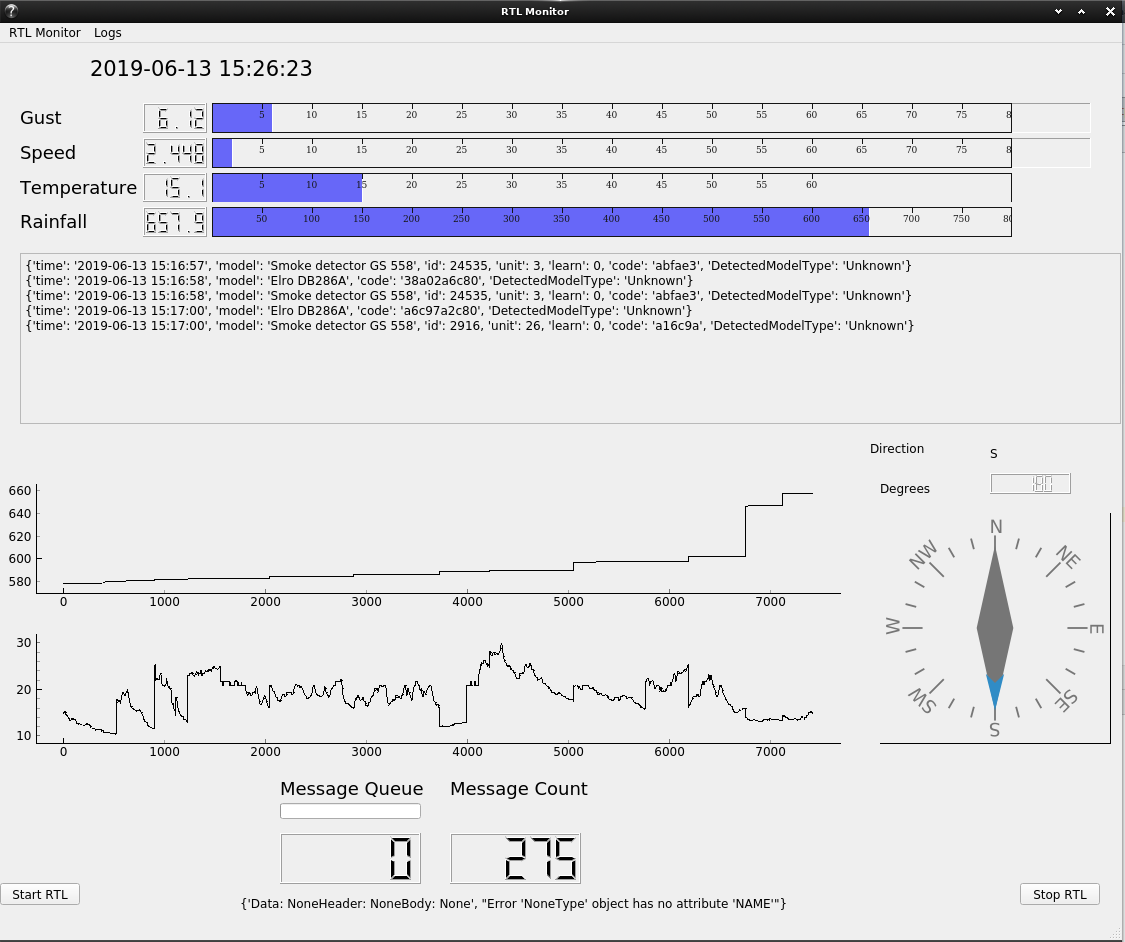 RTL Monitor
RTL Monitor Logs
2019-06-13 15:26:23
Gust 6.12 5 10 15 20 25 30 35 40 45 50 55 60 65 70 75 8
Speed 2.448 5 10 15 20 25 30 35 40 45 50 55 60 65 70 75 8
Temperature 15.1 5 10 15 20 25 30 35 40 45 50 55 60
Rainfall 657.9 50 100 150 200 250 300 350 400 450 500 550 600 650 700 750 80
{'time': '2019-06-13 15:16:57', 'model': 'Smoke detector GS 558', 'id': 24535, 'unit': 3, 'learn': 0, 'code': 'abfae3', 'DetectedModelType': 'Unknown'}
{'time': '2019-06-13 15:16:58', 'model': 'Elro DB286A', 'code': '38a02a6c80', 'DetectedModelType': 'Unknown'}
{'time': '2019-06-13 15:16:58', 'model': 'Smoke detector GS 558', 'id': 24535, 'unit': 3, 'learn': 0, 'code': 'abfae3', 'DetectedModelType': 'Unknown'}
{'time': '2019-06-13 15:17:00', 'model': 'Elro DB286A', 'code': 'a6c97a2c80', 'DetectedModelType': 'Unknown'}
{'time': '2019-06-13 15:17:00', 'model': 'Smoke detector GS 558', 'id': 2916, 'unit': 26, 'learn': 0, 'code': 'a16c9a', 'DetectedModelType': 'Unknown'}
Direction S
Degrees 180
660
640
620
600
580
0 1000 2000 3000 4000 5000 6000 7000
30
20
10
0 1000 2000 3000 4000 5000 6000 7000
N
NW NE
W E
SW SE
S
Message Queue Message Count
0 275
Start RTL Stop RTL
{'Data: NoneHeader: NoneBody: None', "Error 'NoneType' object has no attribute 'NAME'"}